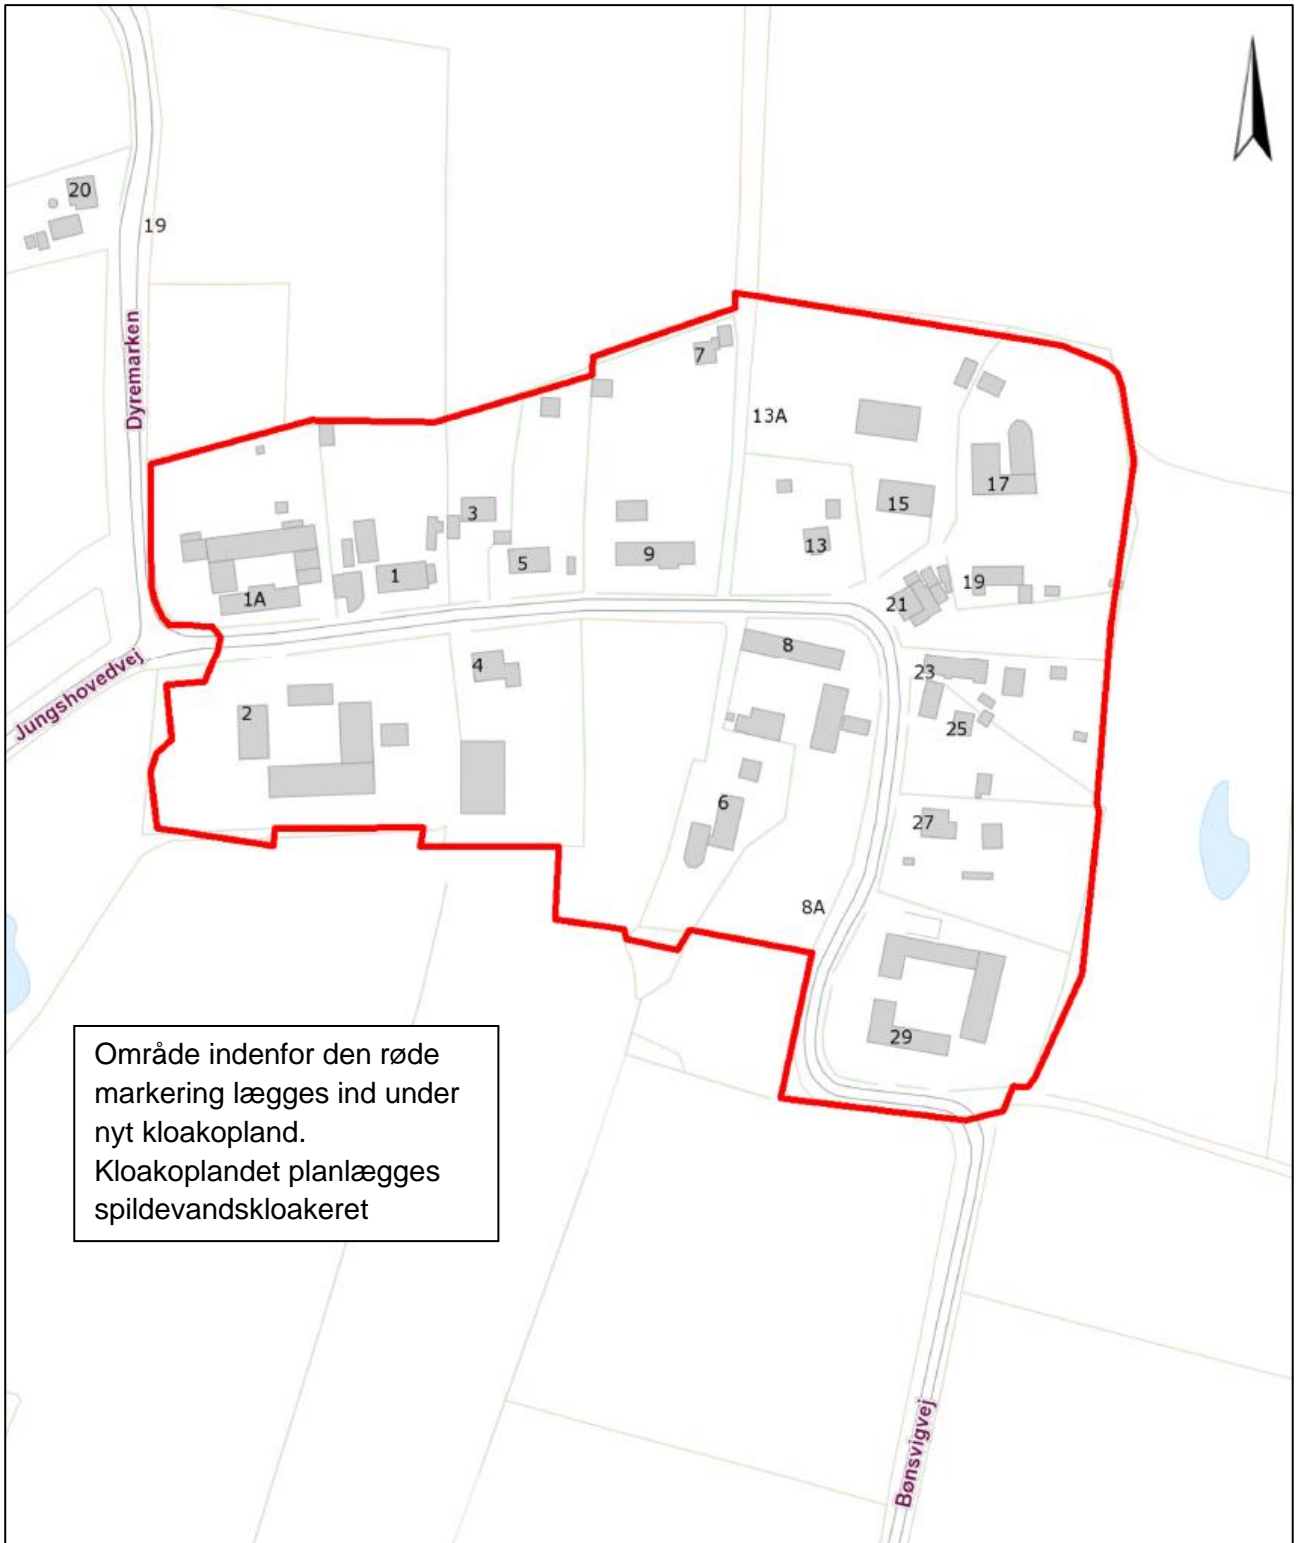 20
19
Dyremarken
7
13A
17
15
3
13
9
5
1
19
1A
21
8
Jungshovedvej
4
23
2
25
6
27
8A
29
Område indenfor den røde
markering lægges ind under
nyt kloakopland.
Kloakoplandet planlægges
spildevandskloakeret
Bønsvigvej